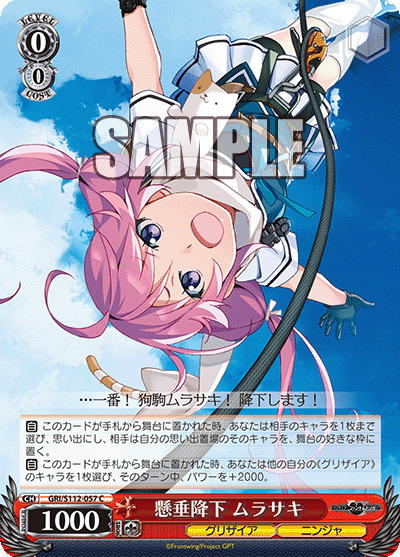 LEVEL
0
0
COST
SAMPLE
…一番！ 狗駒ムラサキ！ 降下します！
自 このカードが手札から舞台に置かれた時、あなたは相手のキャラを1枚まで
選び、思い出にし、相手は自分の思い出置場のそのキャラを、舞台の好きな枠に
置く。
自 このカードが手札から舞台に置かれた時、あなたは他の自分の《グリザイア》
のキャラを1枚選び、そのターン中、パワーを＋2000。
CH GRI/S112-057 C
1000
懸垂降下 ムラサキ
グリザイア
ニンジャ
©Frontwing/Project GPT